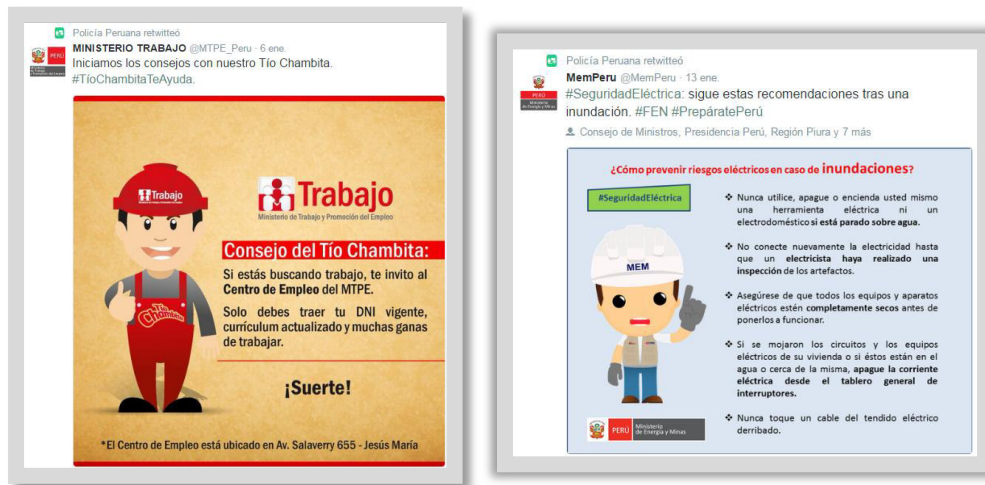 Policía Peruana retwitteó
MINISTERIO TRABAJO @MTPE_Peru · 6 ene.
Iniciamos los consejos con nuestro Tío Chambita.
#TíoChambitaTeAyuda.
PERÚ
Trabajo
Trabajo
Ministerio de Trabajo y Promoción del Empleo
Consejo del Tío Chambita:
Si estás buscando trabajo, te invito al
Centro de Empleo del MTPE.
Solo debes traer tu DNI vigente,
currículum actualizado y muchas ganas
de trabajar.
Tío
Chambita
¡Suerte!
*El Centro de Empleo está ubicado en Av. Salaverry 655 - Jesús María
Policía Peruana retwitteó
MemPeru @MemPeru · 13 ene.
#SeguridadEléctrica: sigue estas recomendaciones tras una
inundación. #FEN #PrepáratePerú
Consejo de Ministros, Presidencia Perú, Región Piura y 7 más
PERÚ
Ministerio
de Energía y Minas
¿Cómo prevenir riesgos eléctricos en caso de inundaciones?
#SeguridadEléctrica
MEM
❖ Nunca utilice, apague o encienda usted mismo
una herramienta eléctrica ni un
electrodoméstico si está parado sobre agua.
❖ No conecte nuevamente la electricidad hasta
que un electricista haya realizado una
inspección de los artefactos.
❖ Asegúrese de que todos los equipos y aparatos
eléctricos estén completamente secos antes de
ponerlos a funcionar.
❖ Si se mojaron los circuitos y los equipos
eléctricos de su vivienda o si éstos están en el
agua o cerca de la misma, apague la corriente
eléctrica desde el tablero general de
interruptores.
❖ Nunca toque un cable del tendido eléctrico
derribado.
PERÚ
Ministerio
de Energía y Minas